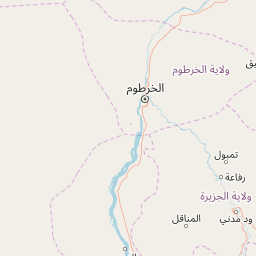 ولاية الخرطوم
الخرطوم
تمبول
رفاعة
ولاية الجزيرة
ود مدني
المناقل